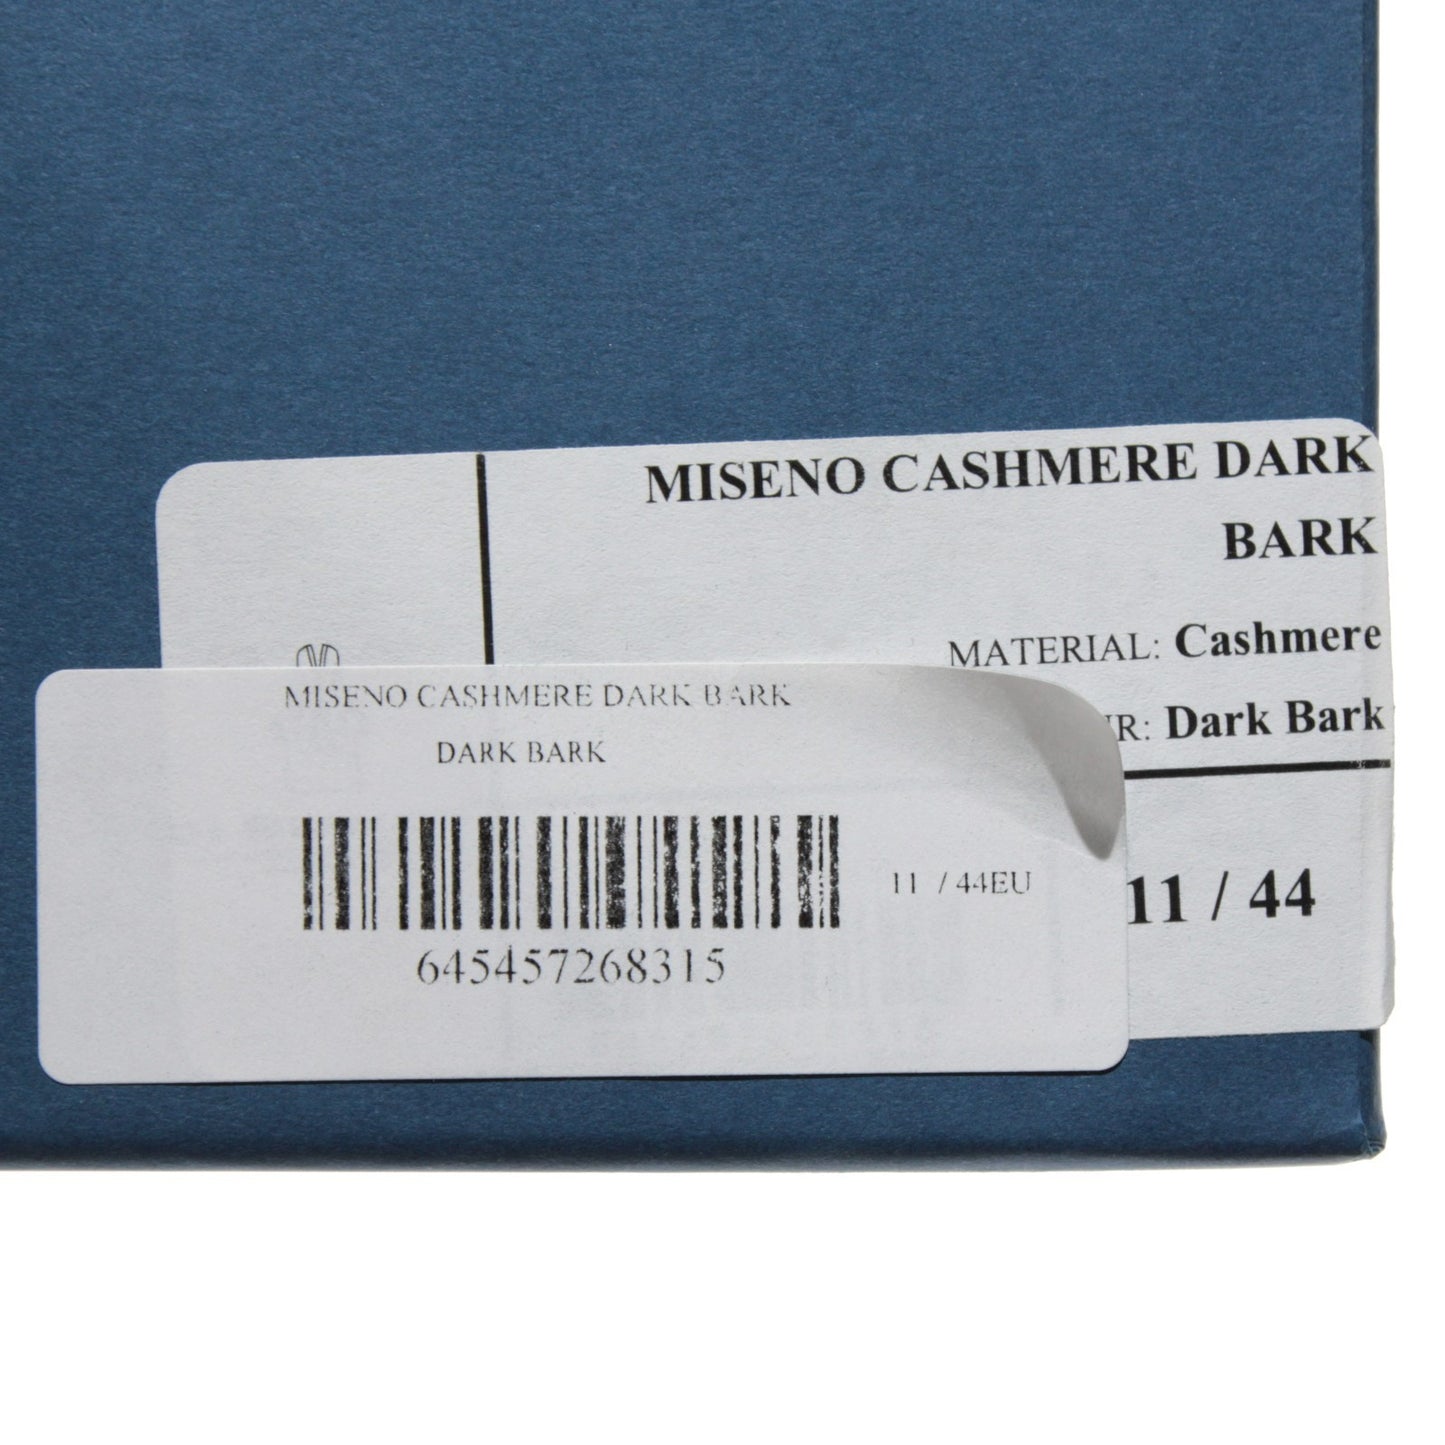 MISENO CASHMERE DARK
BARK
MATERIAL: Cashmere
UR: Dark Bark
11 / 44
MISENO CASHMERE DARK BARK
DARK BARK
11 / 44EU
645457268315